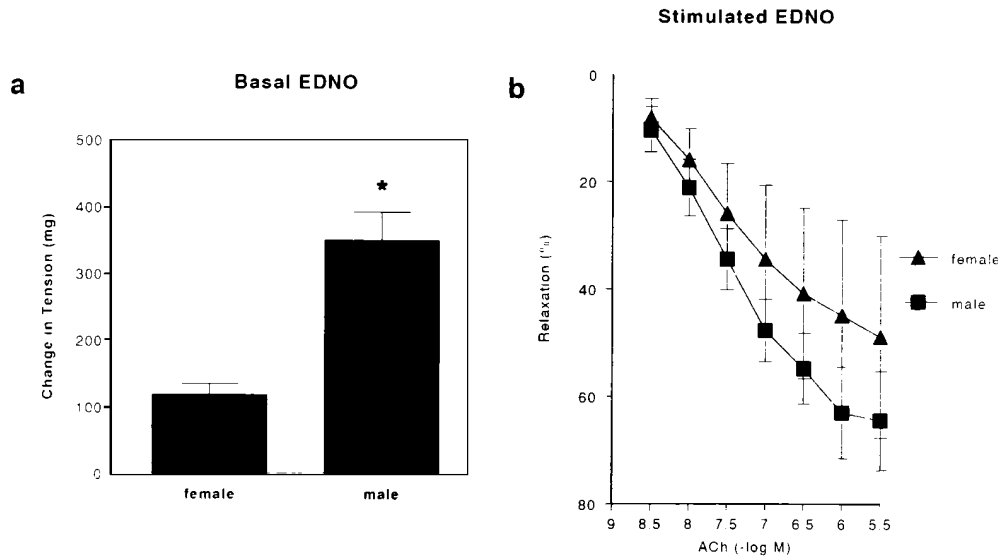 Stimulated EDNO
a
Basal EDNO
b
Change in Tension (mg)
500
400
300
200
100
0
*
female
male
Relaxation (%)
0
20
40
60
80
9 8.5 8 7.5 7 6.5 6 5.5
ACh (-log M)
female
male